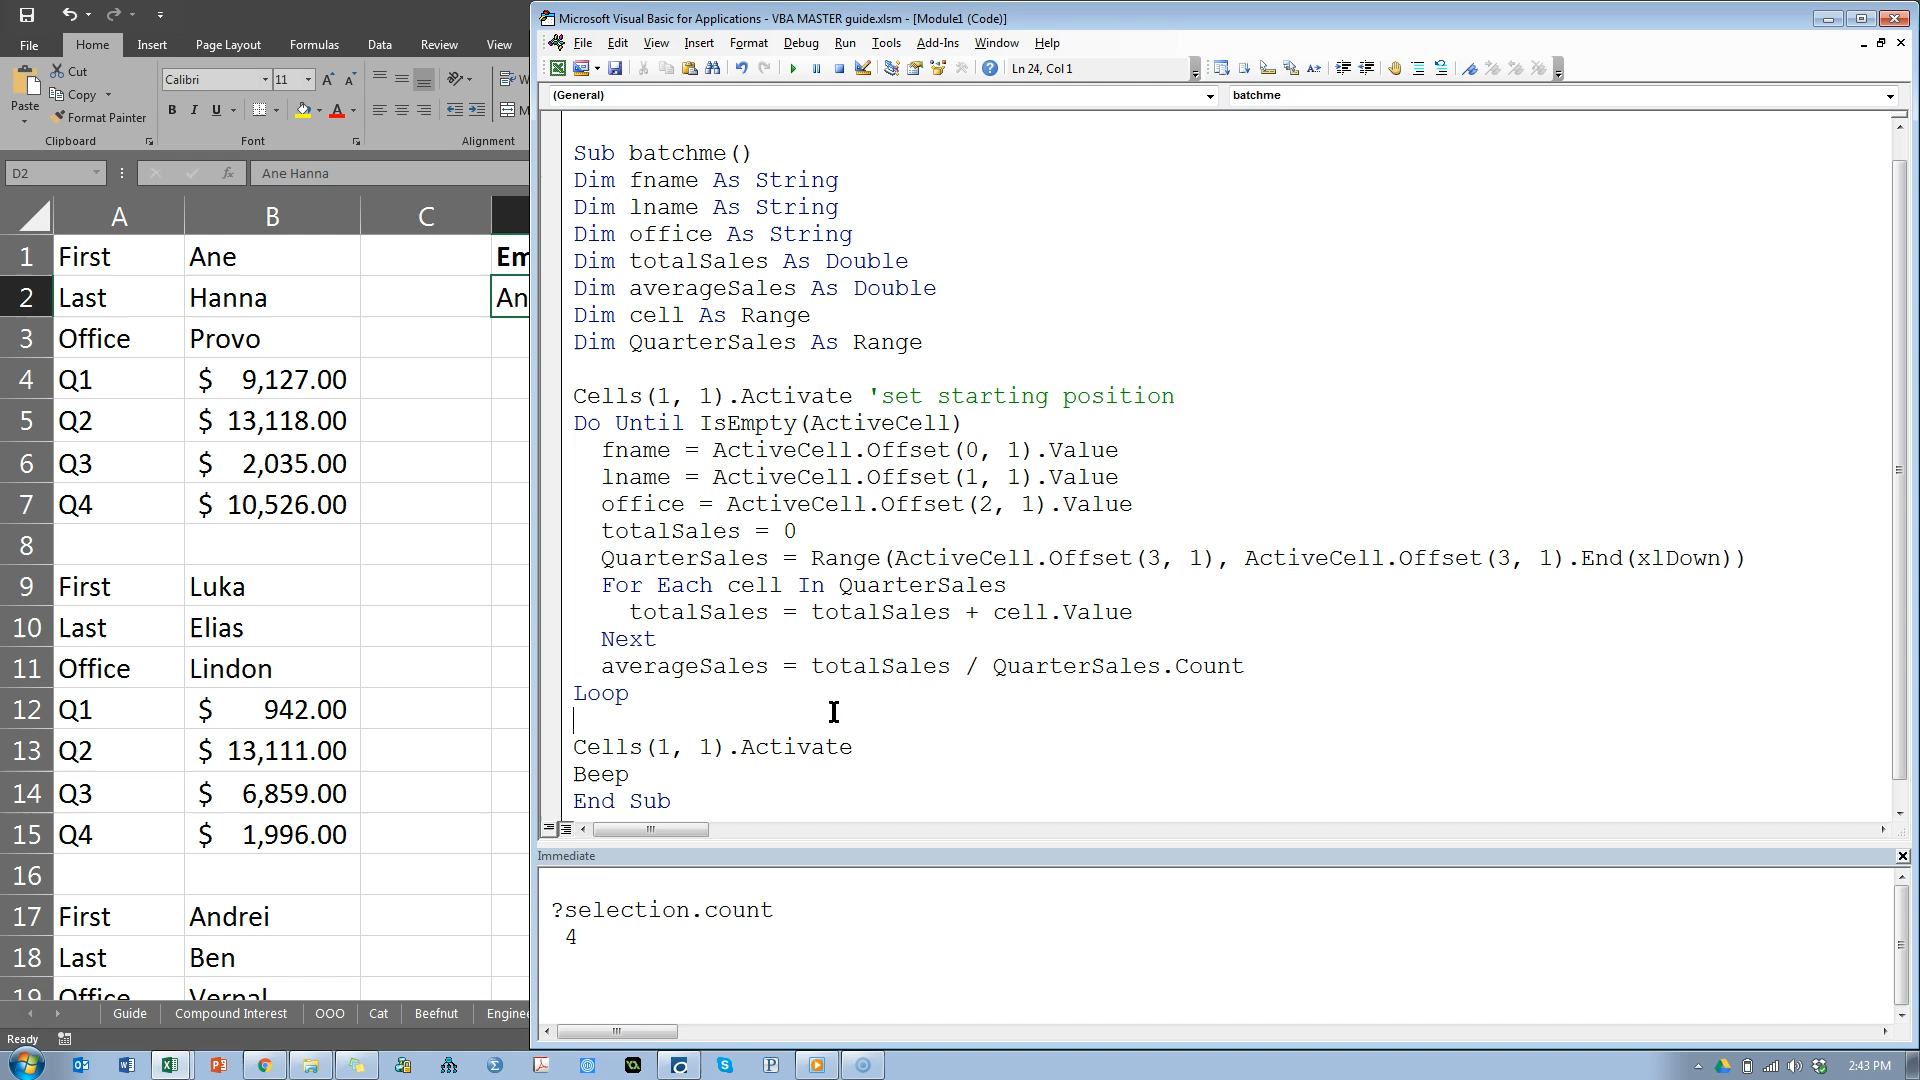 Microsoft Visual Basic for Applications - VBA MASTER guide.xlsm - [Module1 (Code)]
File Home Insert Page Layout Formulas Data Review View
File Edit View Insert Format Debug Run Tools Add-Ins Window Help
Paste
Cut
Copy
Format Painter
Clipboard
Calibri 11
B I U
Font
Alignment
Ln 24, Col 1
(General) batchme
D2 fx Ane Hanna
A B C
1 First Ane Em
2 Last Hanna An
3 Office Provo
4 Q1 $ 9,127.00
5 Q2 $ 13,118.00
6 Q3 $ 2,035.00
7 Q4 $ 10,526.00
8
9 First Luka
10 Last Elias
11 Office Lindon
12 Q1 $ 942.00
13 Q2 $ 13,111.00
14 Q3 $ 6,859.00
15 Q4 $ 1,996.00
16
17 First Andrei
18 Last Ben
19 Office Vernal
Guide Compound Interest OOO Cat Beefnut Enginee
Ready
Sub batchme()
Dim fname As String
Dim lname As String
Dim office As String
Dim totalSales As Double
Dim averageSales As Double
Dim cell As Range
Dim QuarterSales As Range
Cells(1, 1).Activate 'set starting position
Do Until IsEmpty(ActiveCell)
fname = ActiveCell.Offset(0, 1).Value
lname = ActiveCell.Offset(1, 1).Value
office = ActiveCell.Offset(2, 1).Value
totalSales = 0
QuarterSales = Range(ActiveCell.Offset(3, 1), ActiveCell.Offset(3, 1).End(xlDown))
For Each cell In QuarterSales
totalSales = totalSales + cell.Value
Next
averageSales = totalSales / QuarterSales.Count
Loop
Cells(1, 1).Activate
Beep
End Sub
Immediate
?selection.count
4
2:43 PM